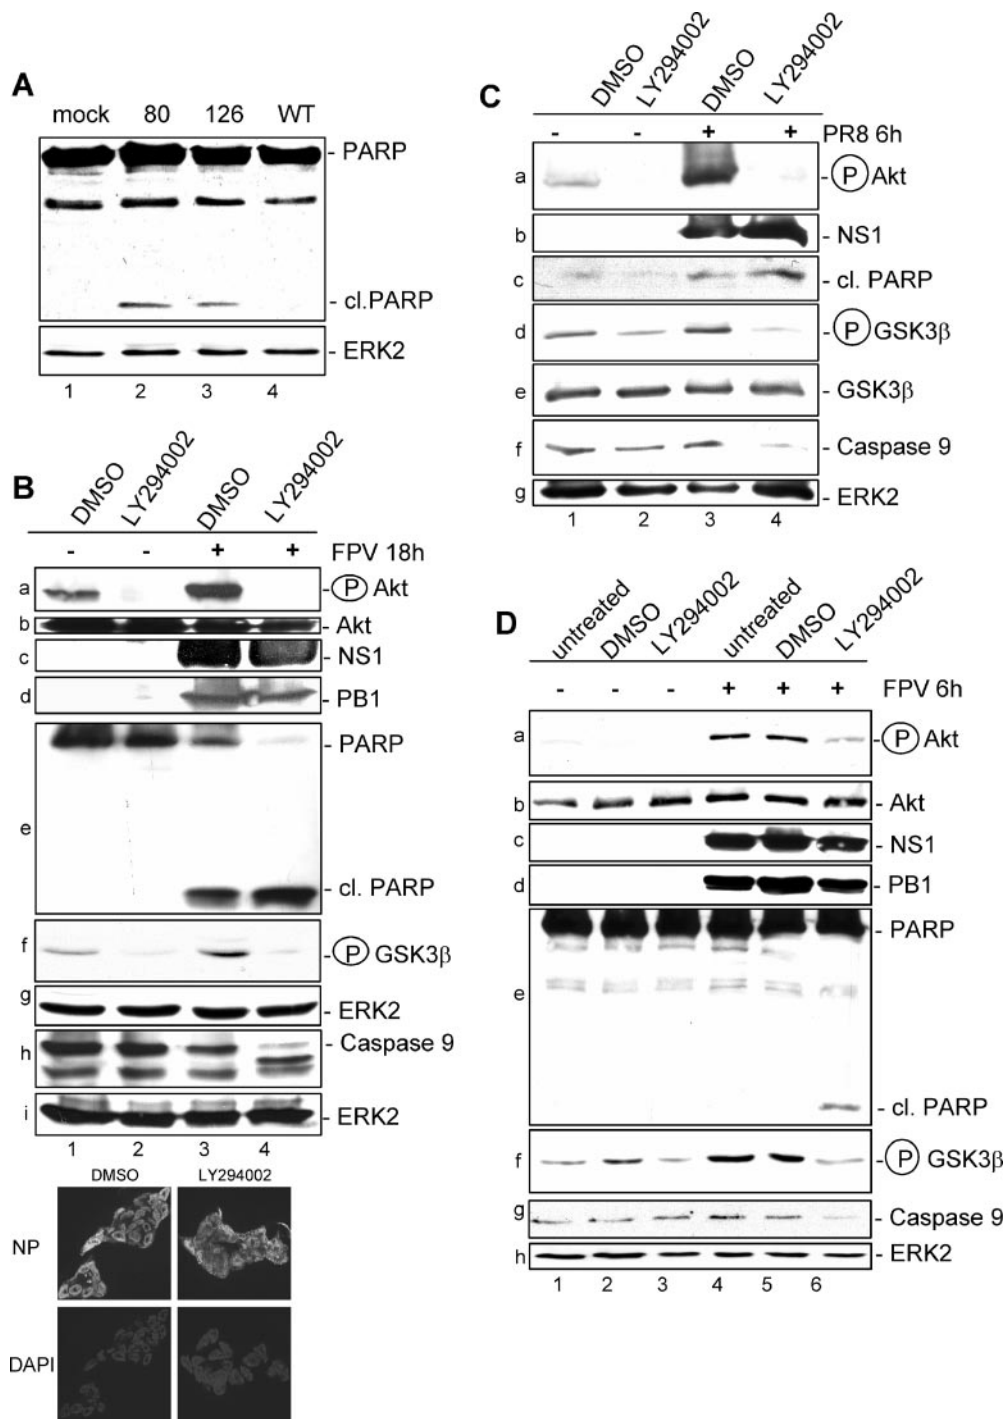 A
mock 80 126 WT
- PARP
- cl.PARP
- ERK2
1 2 3 4
B
DMSO LY294002 DMSO LY294002
- - + + FPV 18h
a - Ⓟ Akt
b - Akt
c - NS1
d - PB1
- PARP
e
- cl. PARP
f - Ⓟ GSK3β
g - ERK2
h - Caspase 9
i - ERK2
1 2 3 4
DMSO LY294002
NP
DAPI
C
DMSO LY294002 DMSO LY294002
- - + + PR8 6h
a - Ⓟ Akt
b - NS1
c - cl. PARP
d - Ⓟ GSK3β
e - GSK3β
f - Caspase 9
g - ERK2
1 2 3 4
D
untreated DMSO LY294002 untreated DMSO LY294002
- - - + + + FPV 6h
a - Ⓟ Akt
b - Akt
c - NS1
d - PB1
- PARP
e
- cl. PARP
f - Ⓟ GSK3β
g - Caspase 9
h - ERK2
1 2 3 4 5 6